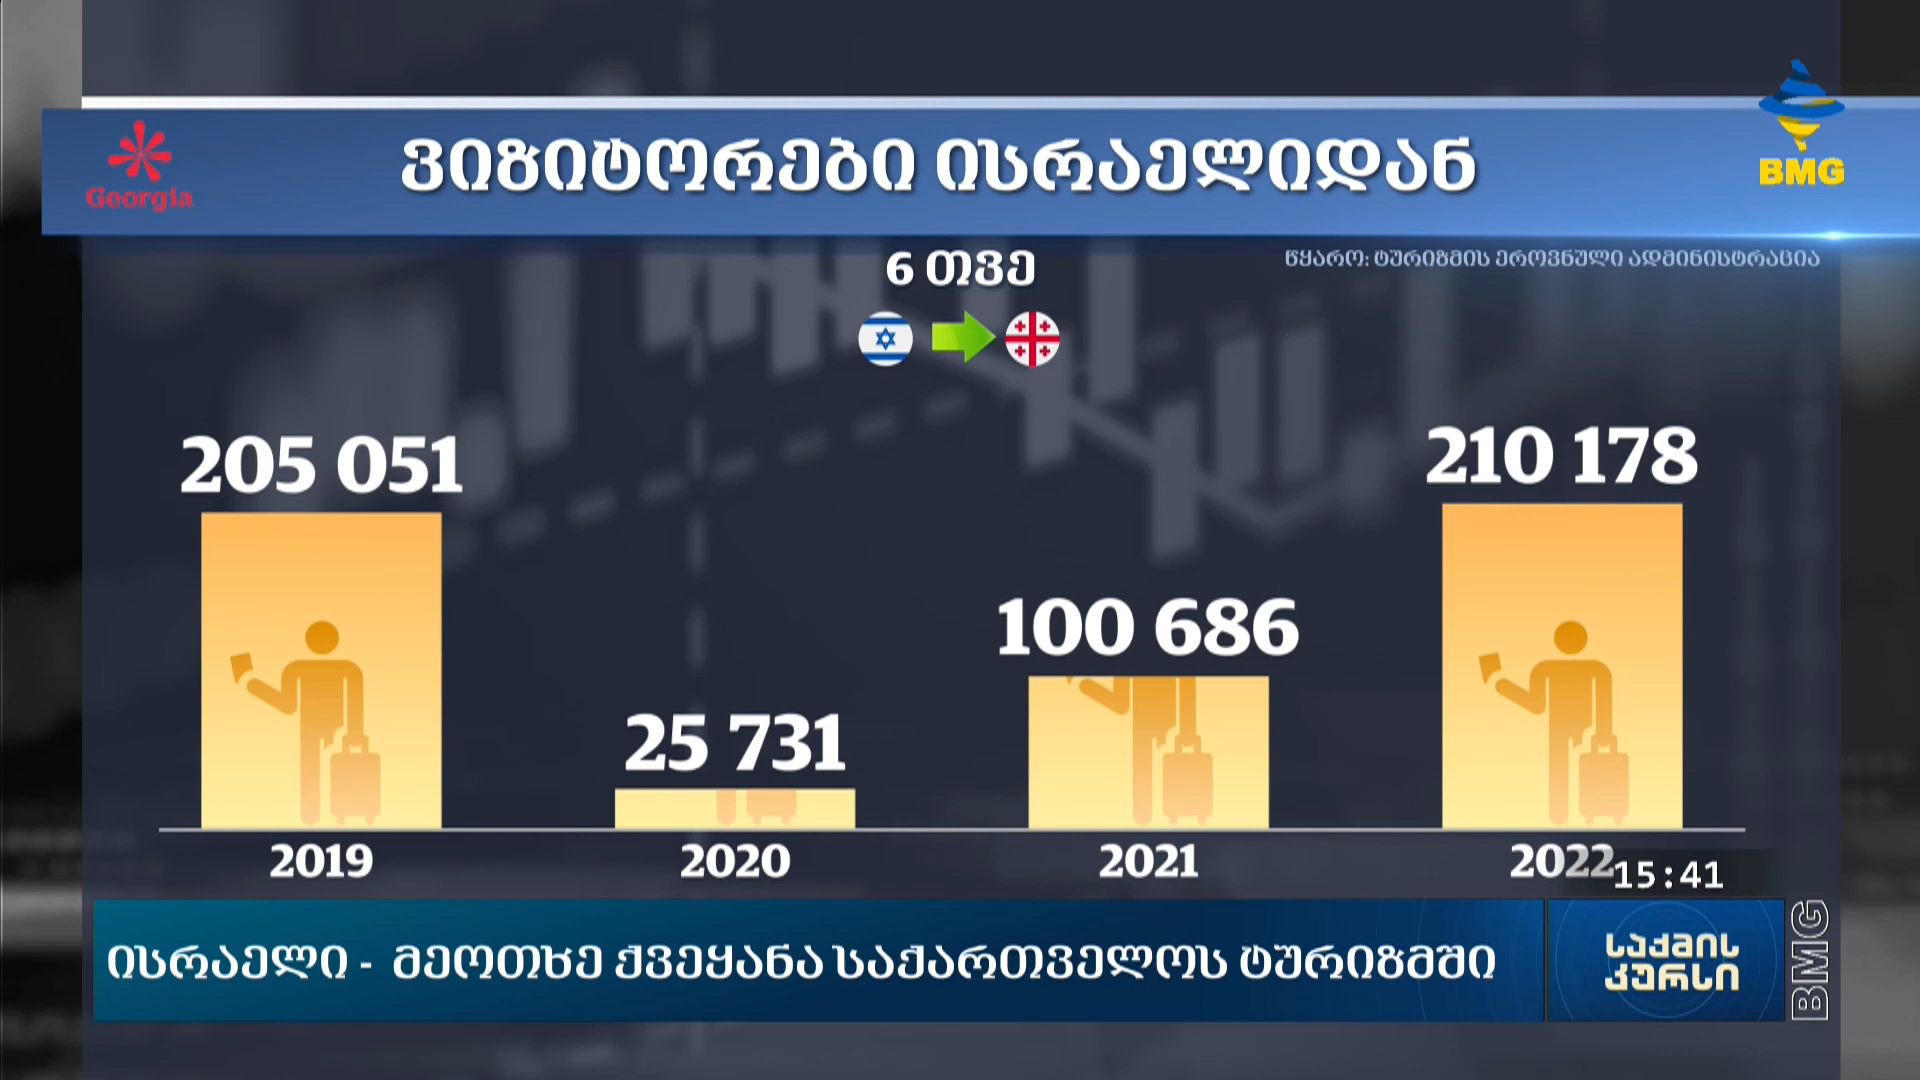 Georgia
ვიზიტორები ისრაელიდან
BMG
6 თვე
წყარო: ტურიზმის ეროვნული ადმინისტრაცია
205 051
25 731
100 686
210 178
2019
2020
2021
2022
15:41
ისრაელი - მეოთხე ქვეყანა საქართველოს ტურიზმში
საქმის
კურსი
BMG